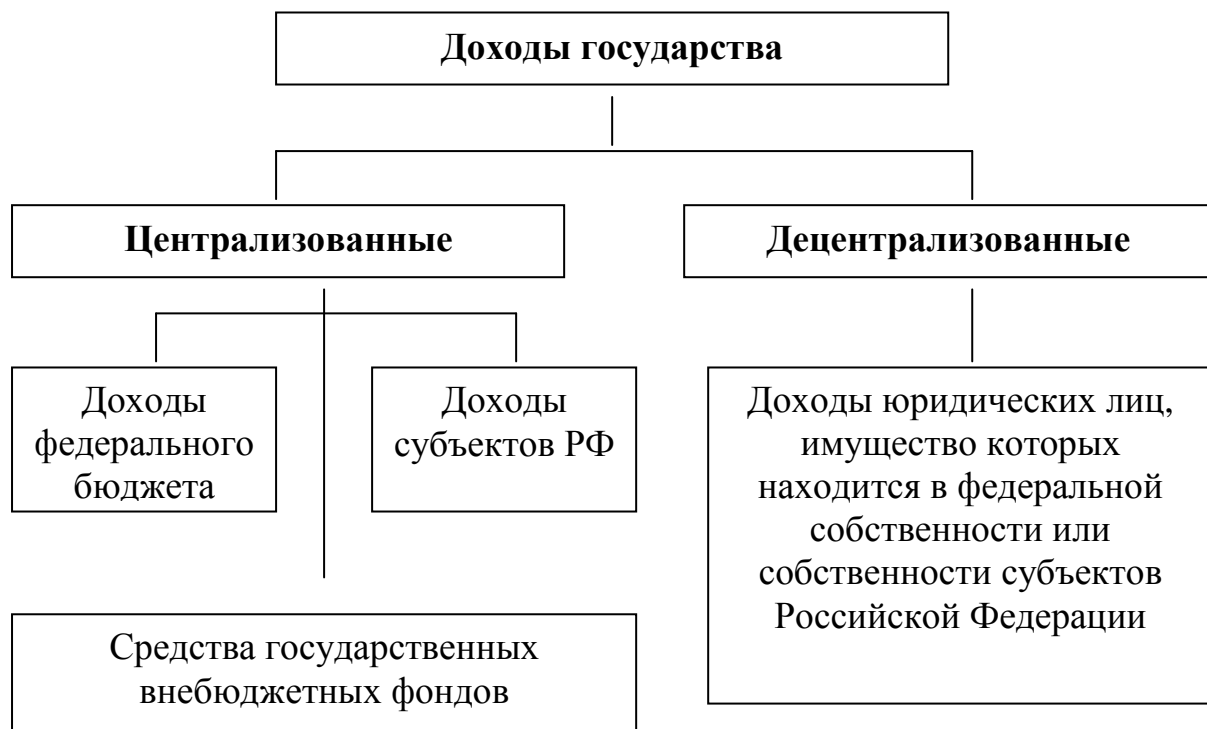 Доходы государства
Централизованные
Децентрализованные
Доходы
федерального
бюджета
Доходы
субъектов РФ
Доходы юридических лиц,
имущество которых
находится в федеральной
собственности или
собственности субъектов
Российской Федерации
Средства государственных
внебюджетных фондов